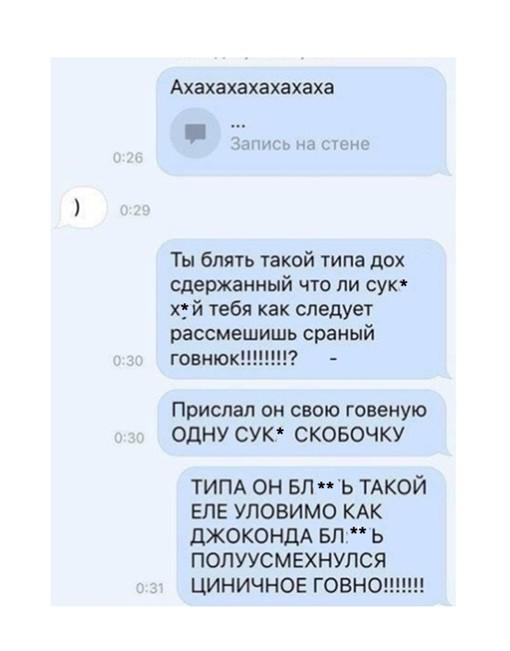 Ахахахахахахаха
...
Запись на стене
0:26
)
0:29
Ты блять такой типа дох
сдержанный что ли сук*
х*й тебя как следует
рассмешишь сраный
говнюк!!!!!!!!? -
0:30
Прислал он свою говеную
ОДНУ СУК* СКОБОЧКУ
0:30
ТИПА ОН БЛ**Ь ТАКОЙ
ЕЛЕ УЛОВИМО КАК
ДЖОКОНДА БЛ**Ь
ПОЛУУСМЕХНУЛСЯ
ЦИНИЧНОЕ ГОВНО!!!!!!!
0:31